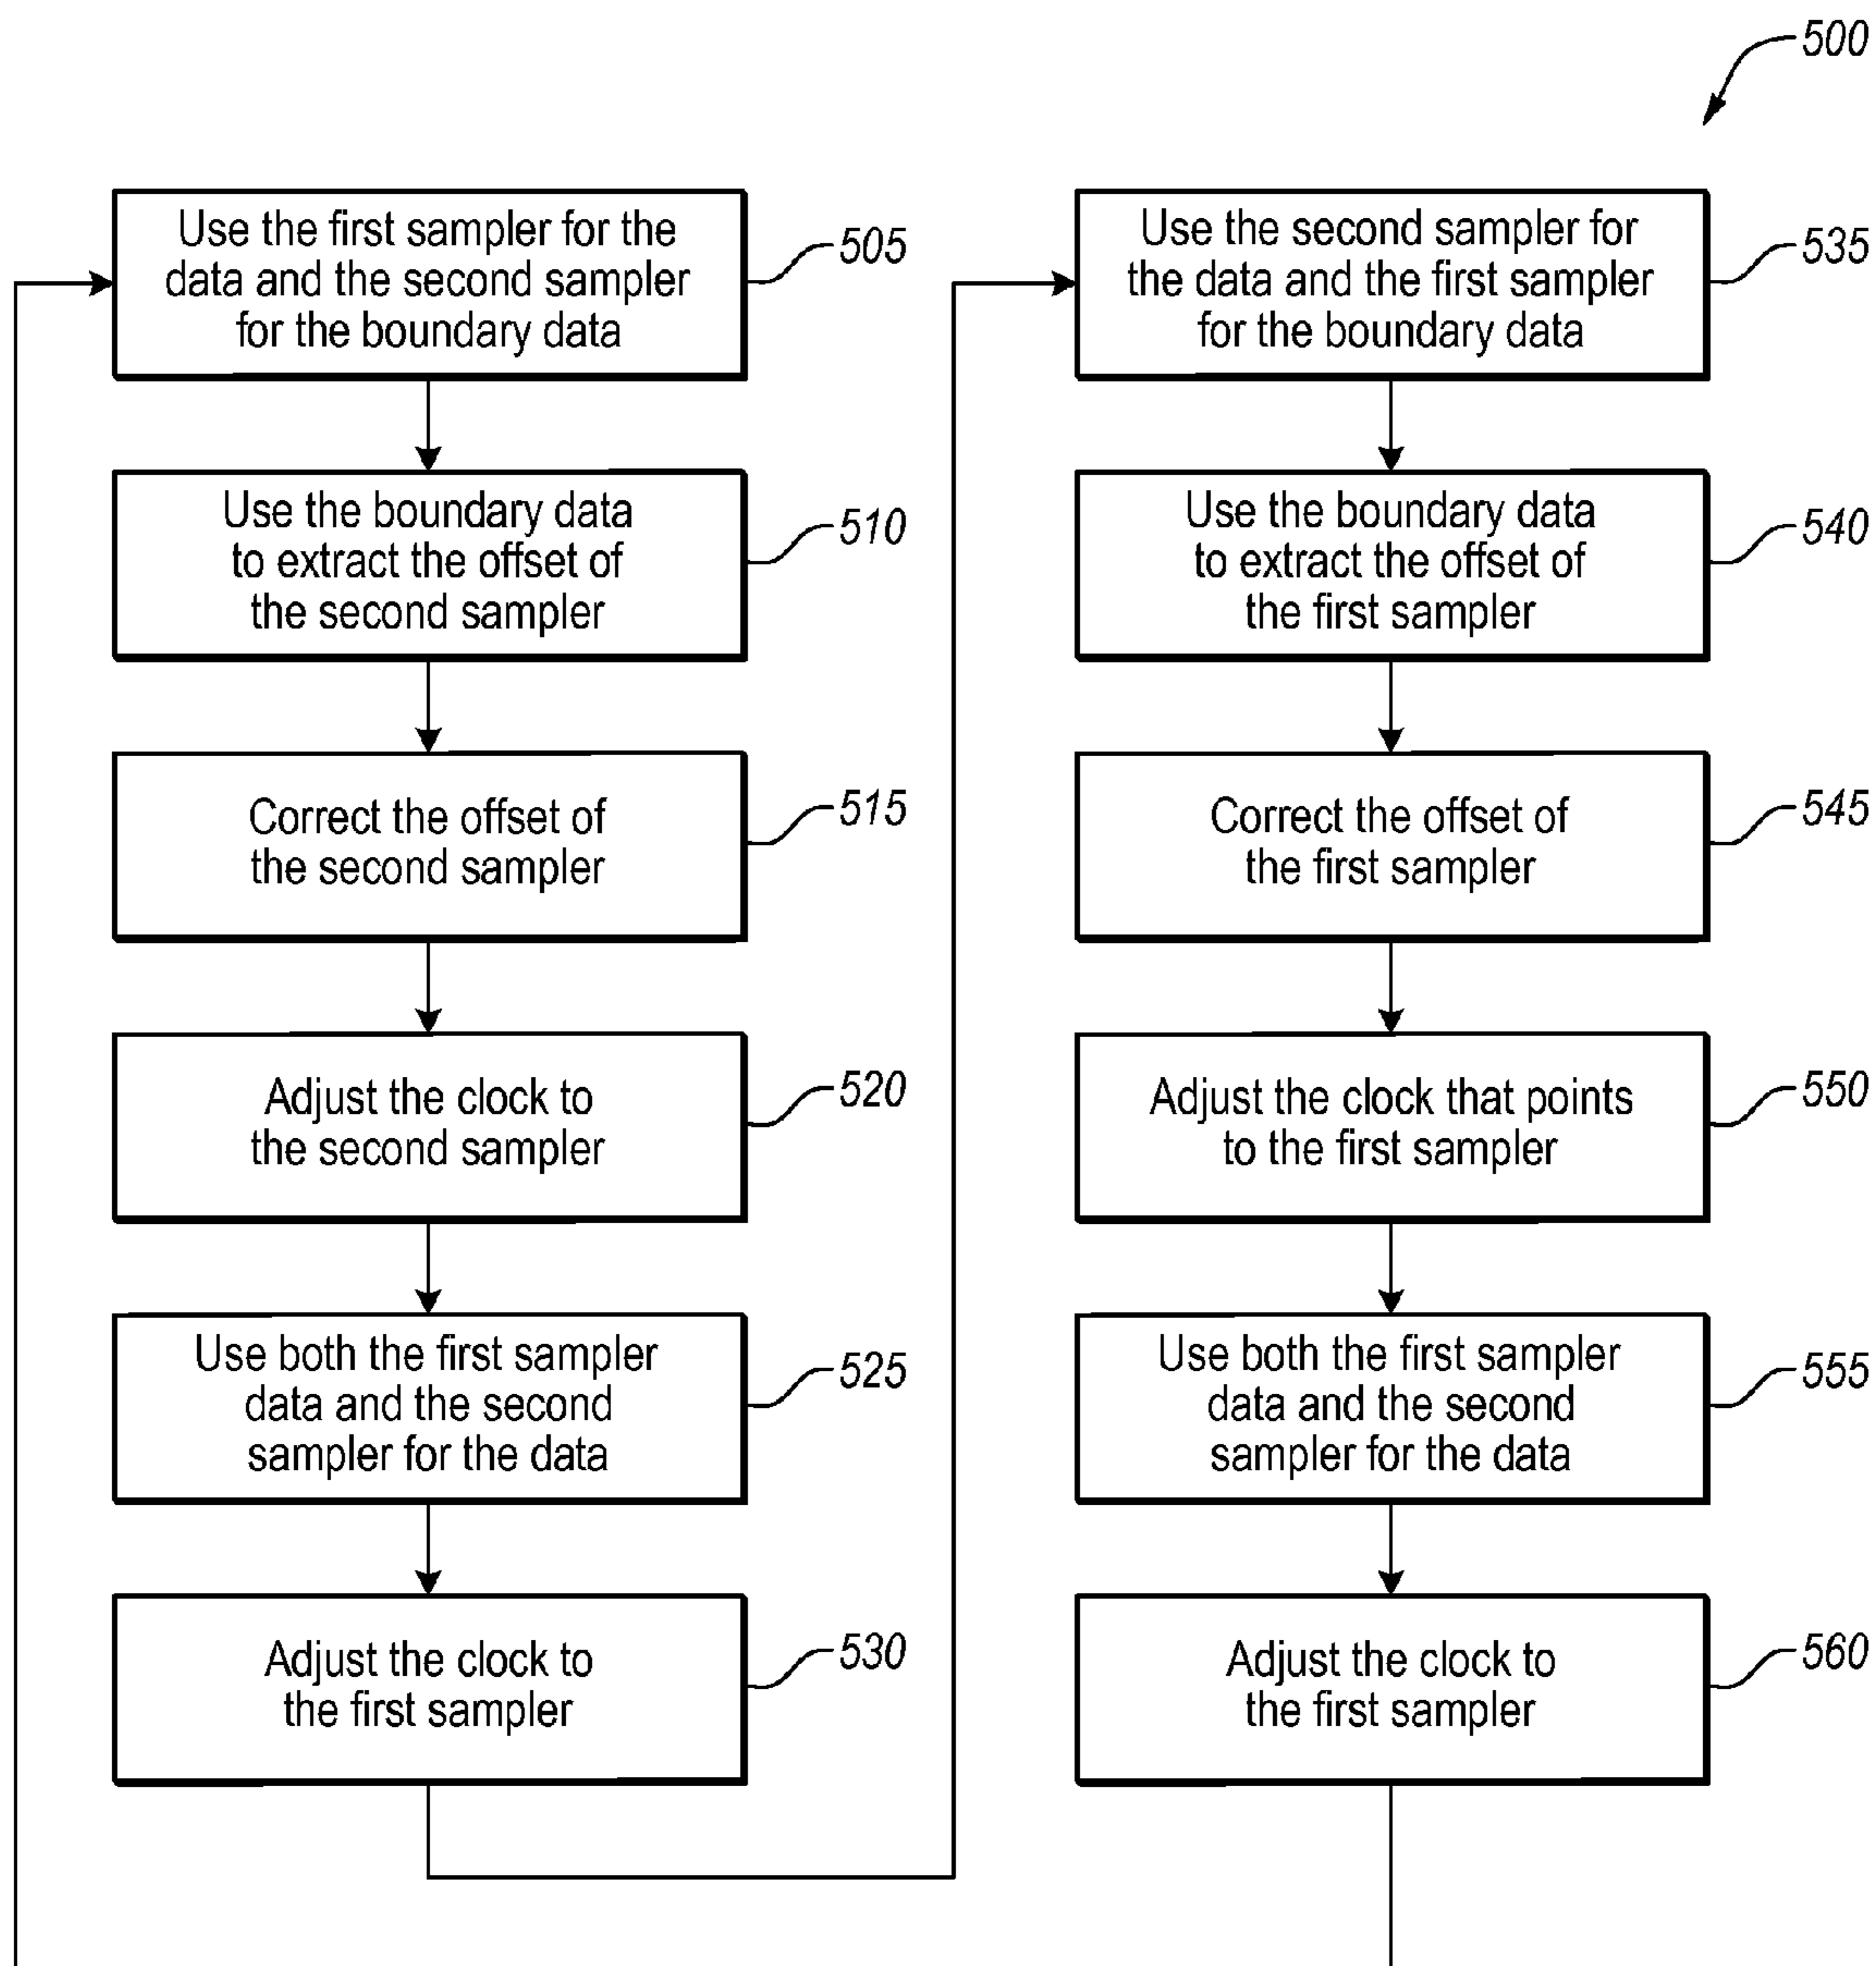 500
Use the first sampler for the
data and the second sampler
for the boundary data
505
Use the boundary data
to extract the offset of
the second sampler
510
Correct the offset of
the second sampler
515
Adjust the clock to
the second sampler
520
Use both the first sampler
data and the second
sampler for the data
525
Adjust the clock to
the first sampler
530
Use the second sampler for
the data and the first sampler
for the boundary data
535
Use the boundary data
to extract the offset of
the first sampler
540
Correct the offset of
the first sampler
545
Adjust the clock that points
to the first sampler
550
Use both the first sampler
data and the second
sampler for the data
555
Adjust the clock to
the first sampler
560